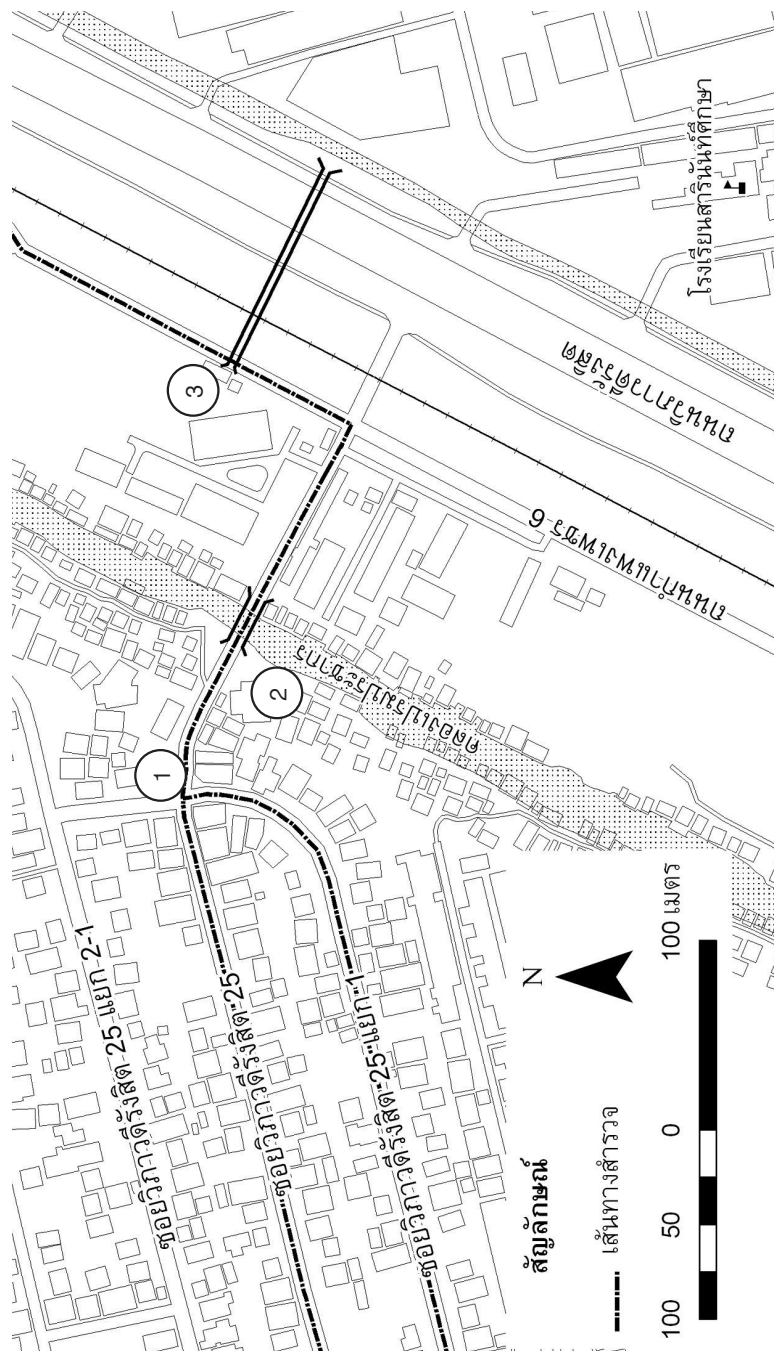 ซอยวิภาวดีรังสิต 25 แยก 2-1
ซอยวิภาวดีรังสิต 25
ซอยวิภาวดีรังสิต 25 แยก 1
1
2
3
คลองเปรมประชากร
ถนนกำแพงเพชร 6
ถนนวิภาวดีรังสิต
โรงเรียนสารินันท์ศึกษา
สัญลักษณ์
N
เส้นทางสำรวจ
100 50 0 100 เมตร